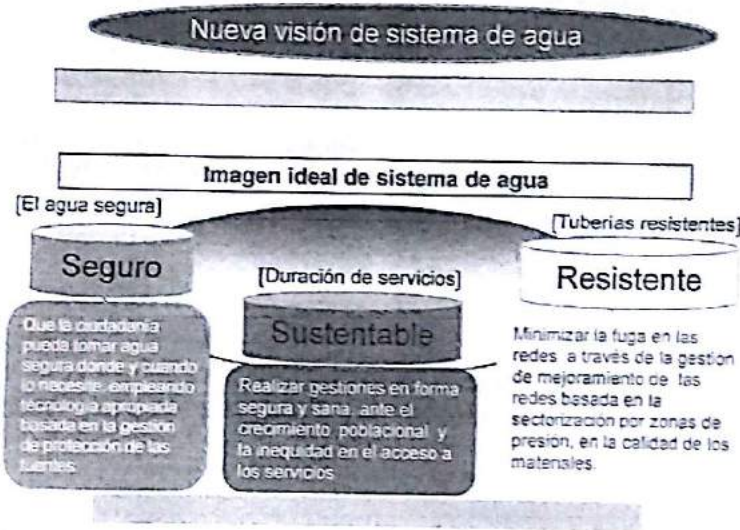 Nueva visión de sistema de agua
Imagen ideal de sistema de agua
[El agua segura]
Seguro
Que la ciudadanía
pueda tomar agua
segura donde y cuando
lo necesite, empleando
tecnología apropiada
basada en la gestión
de protección de las
fuentes
[Duración de servicios]
Sustentable
Realizar gestiones en forma
segura y sana, ante el
crecimiento poblacional y
la inequidad en el acceso a
los servicios
[Tuberias resistentes]
Resistente
Minimizar la fuga en las
redes a través de la gestión
de mejoramiento de las
redes basada en la
sectorización por zonas de
presión, en la calidad de los
materiales.